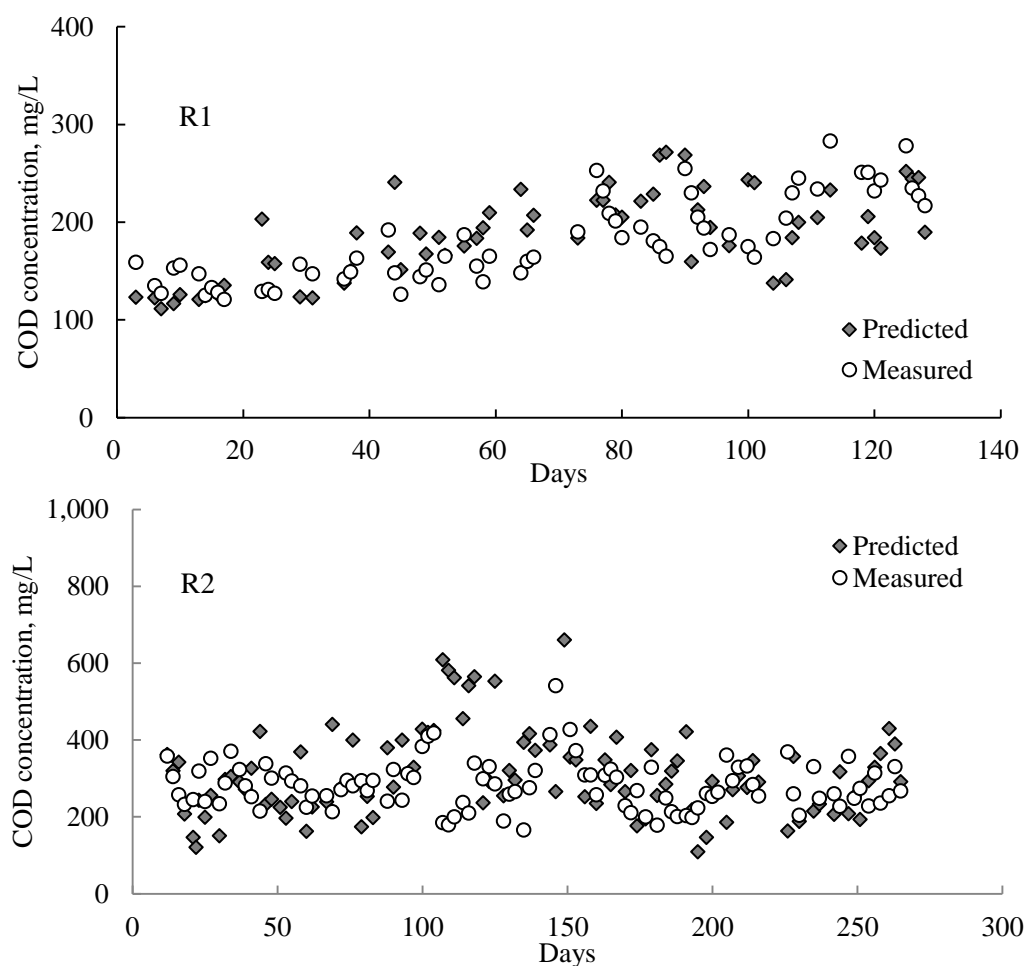 400
300
200
100
0
COD concentration, mg/L
R1
Predicted
Measured
0 20 40 60 80 100 120 140
Days
1,000
800
600
400
200
0
COD concentration, mg/L
R2
Predicted
Measured
0 50 100 150 200 250 300
Days